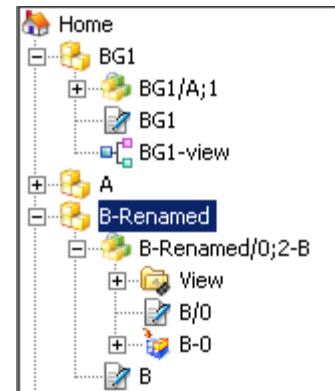 Home
BG1
BG1/A;1
BG1
BG1-view
A
B-Renamed
B-Renamed/0;2-B
View
B/0
B-0
B